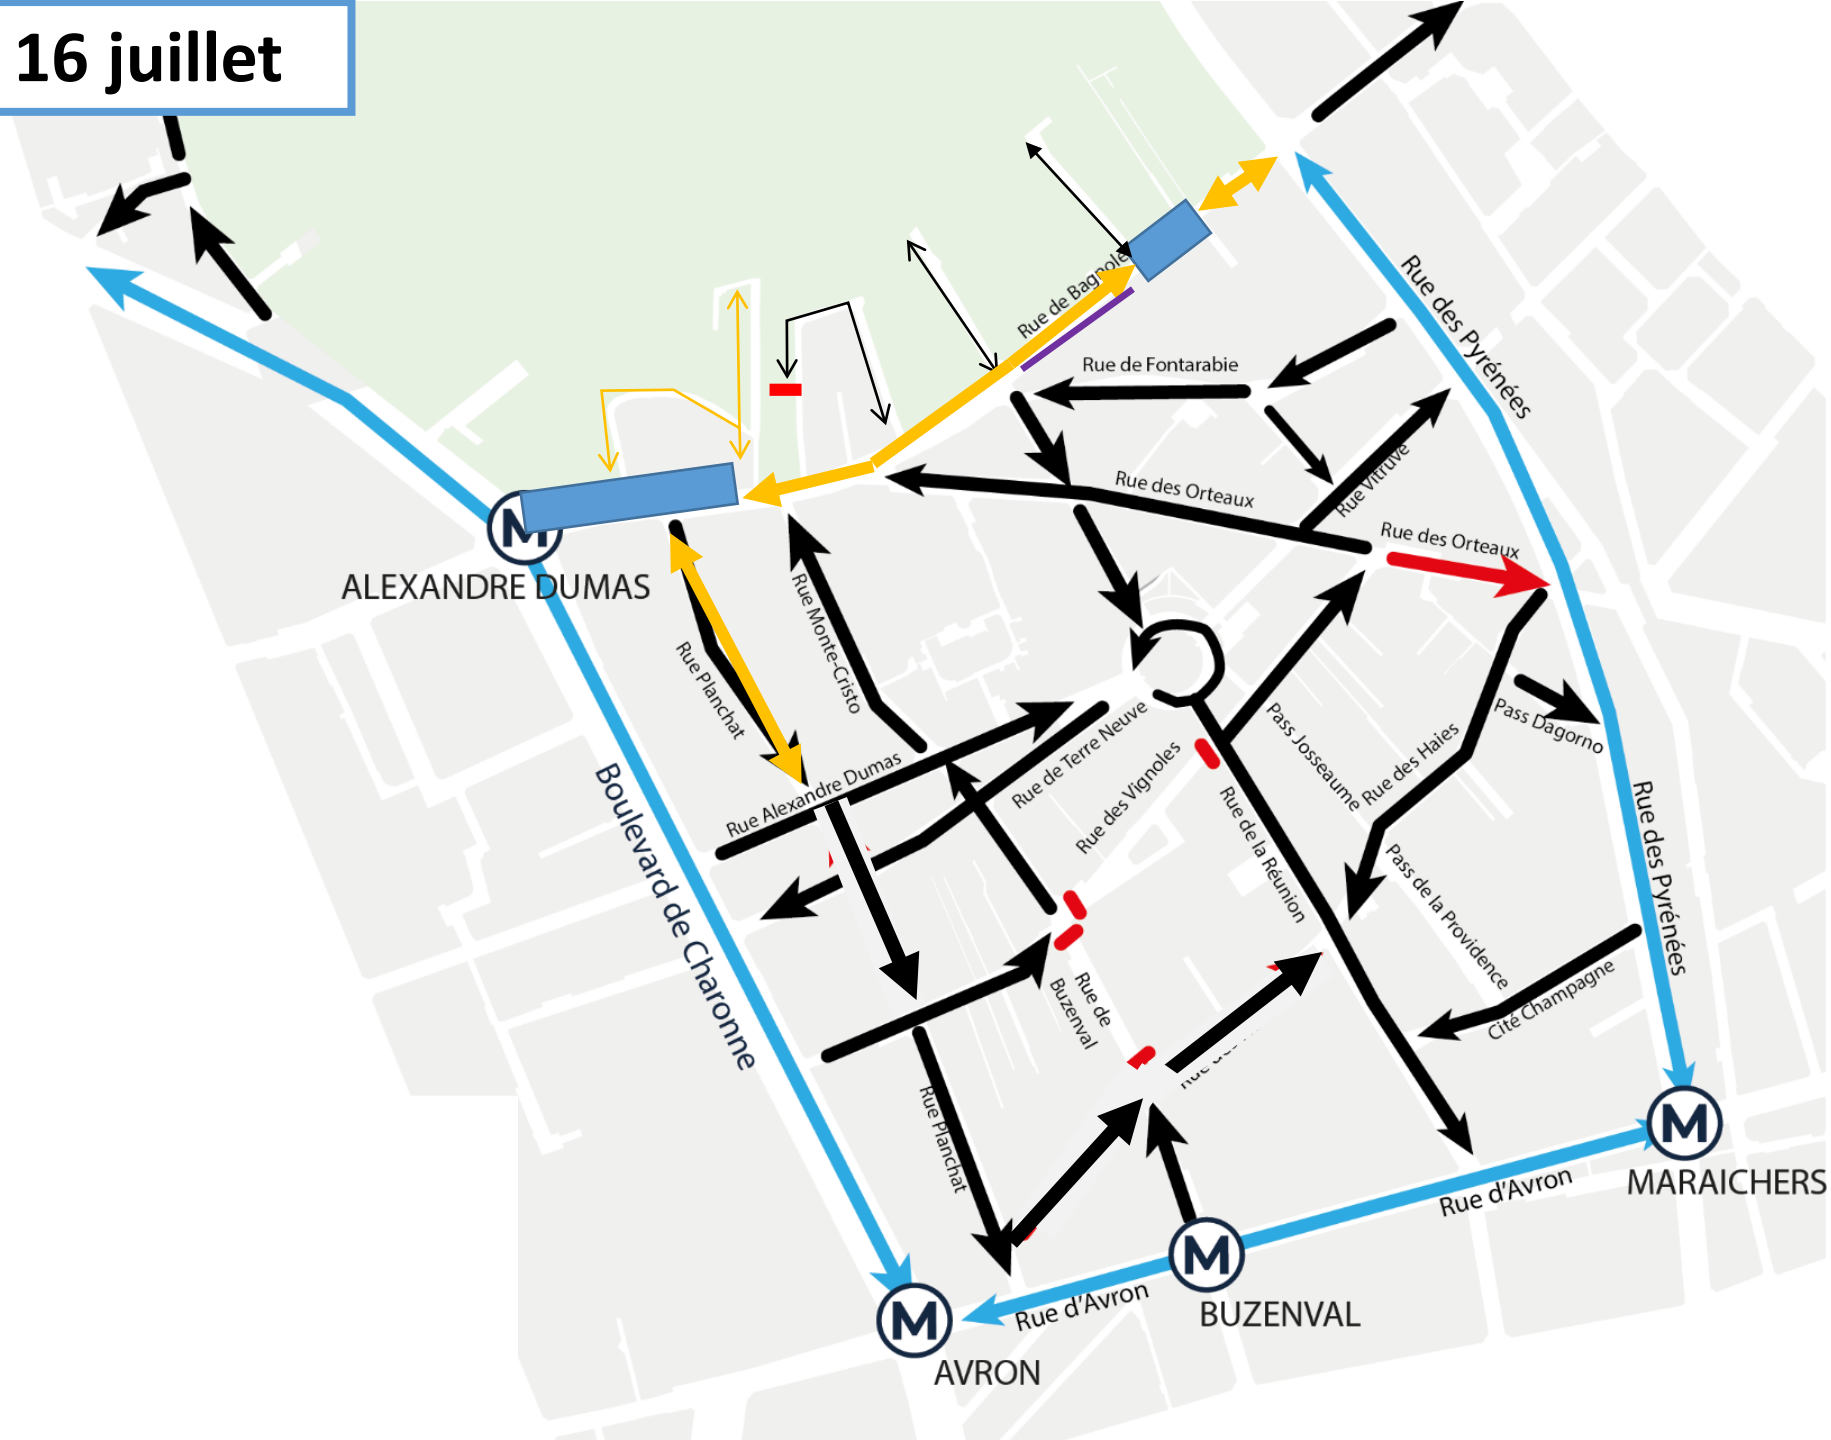 16 juillet
Rue de Bagnole
Rue des Pyrénées
Rue de Fontarabie
Rue Vitruve
Rue des Orteaux
Rue des Orteaux
M
ALEXANDRE DUMAS
Rue Monte-Cristo
Rue Planchat
Pass Dagorno
Pass Josseaume
Rue des Haies
Rue de Terre Neuve
Rue des Vignoles
Rue Alexandre Dumas
Boulevard de Charonne
Rue de la Réunion
Rue des Pyrénées
Pass de la Providence
Cité Champagne
Rue de
Buzenval
Rue Planchat
M
MARAICHERS
Rue d'Avron
M
BUZENVAL
Rue d'Avron
M
AVRON